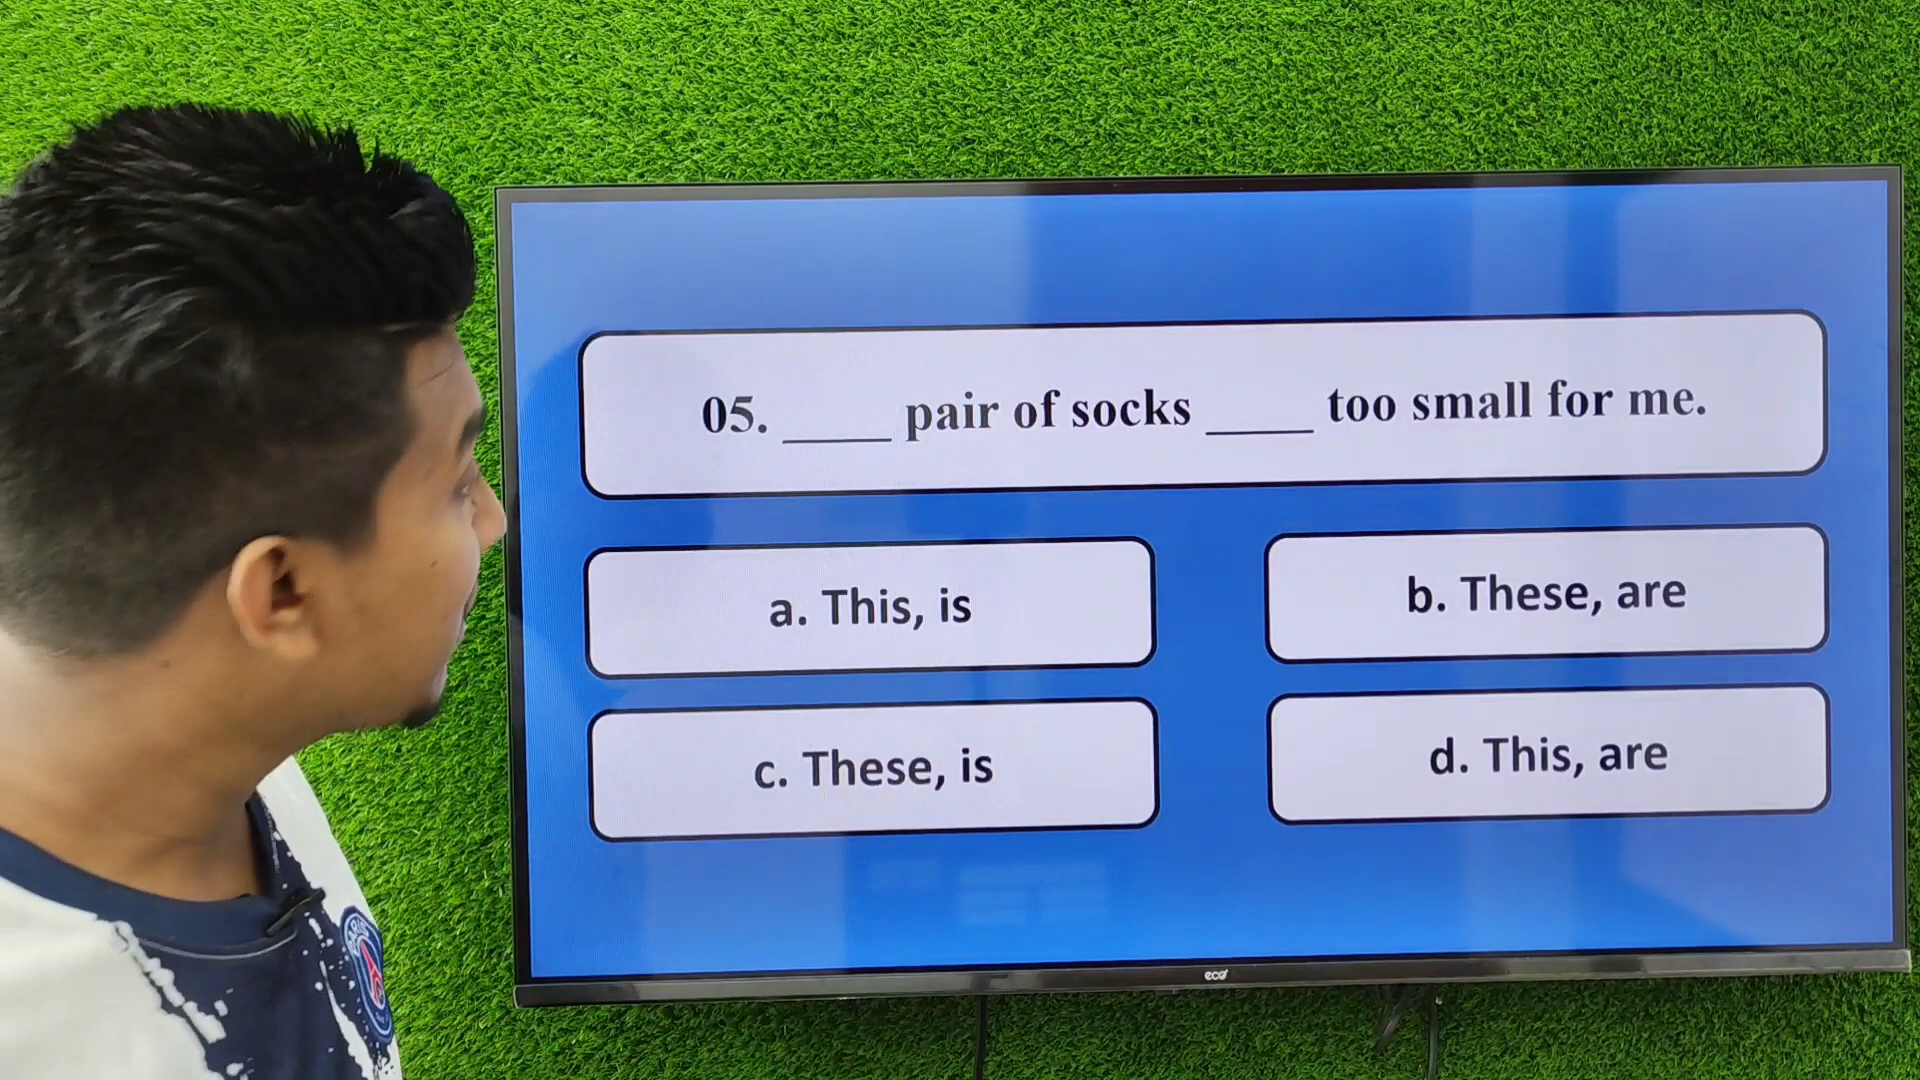 05. ____ pair of socks ____ too small for me.
a. This, is
b. These, are
c. These, is
d. This, are
eco+